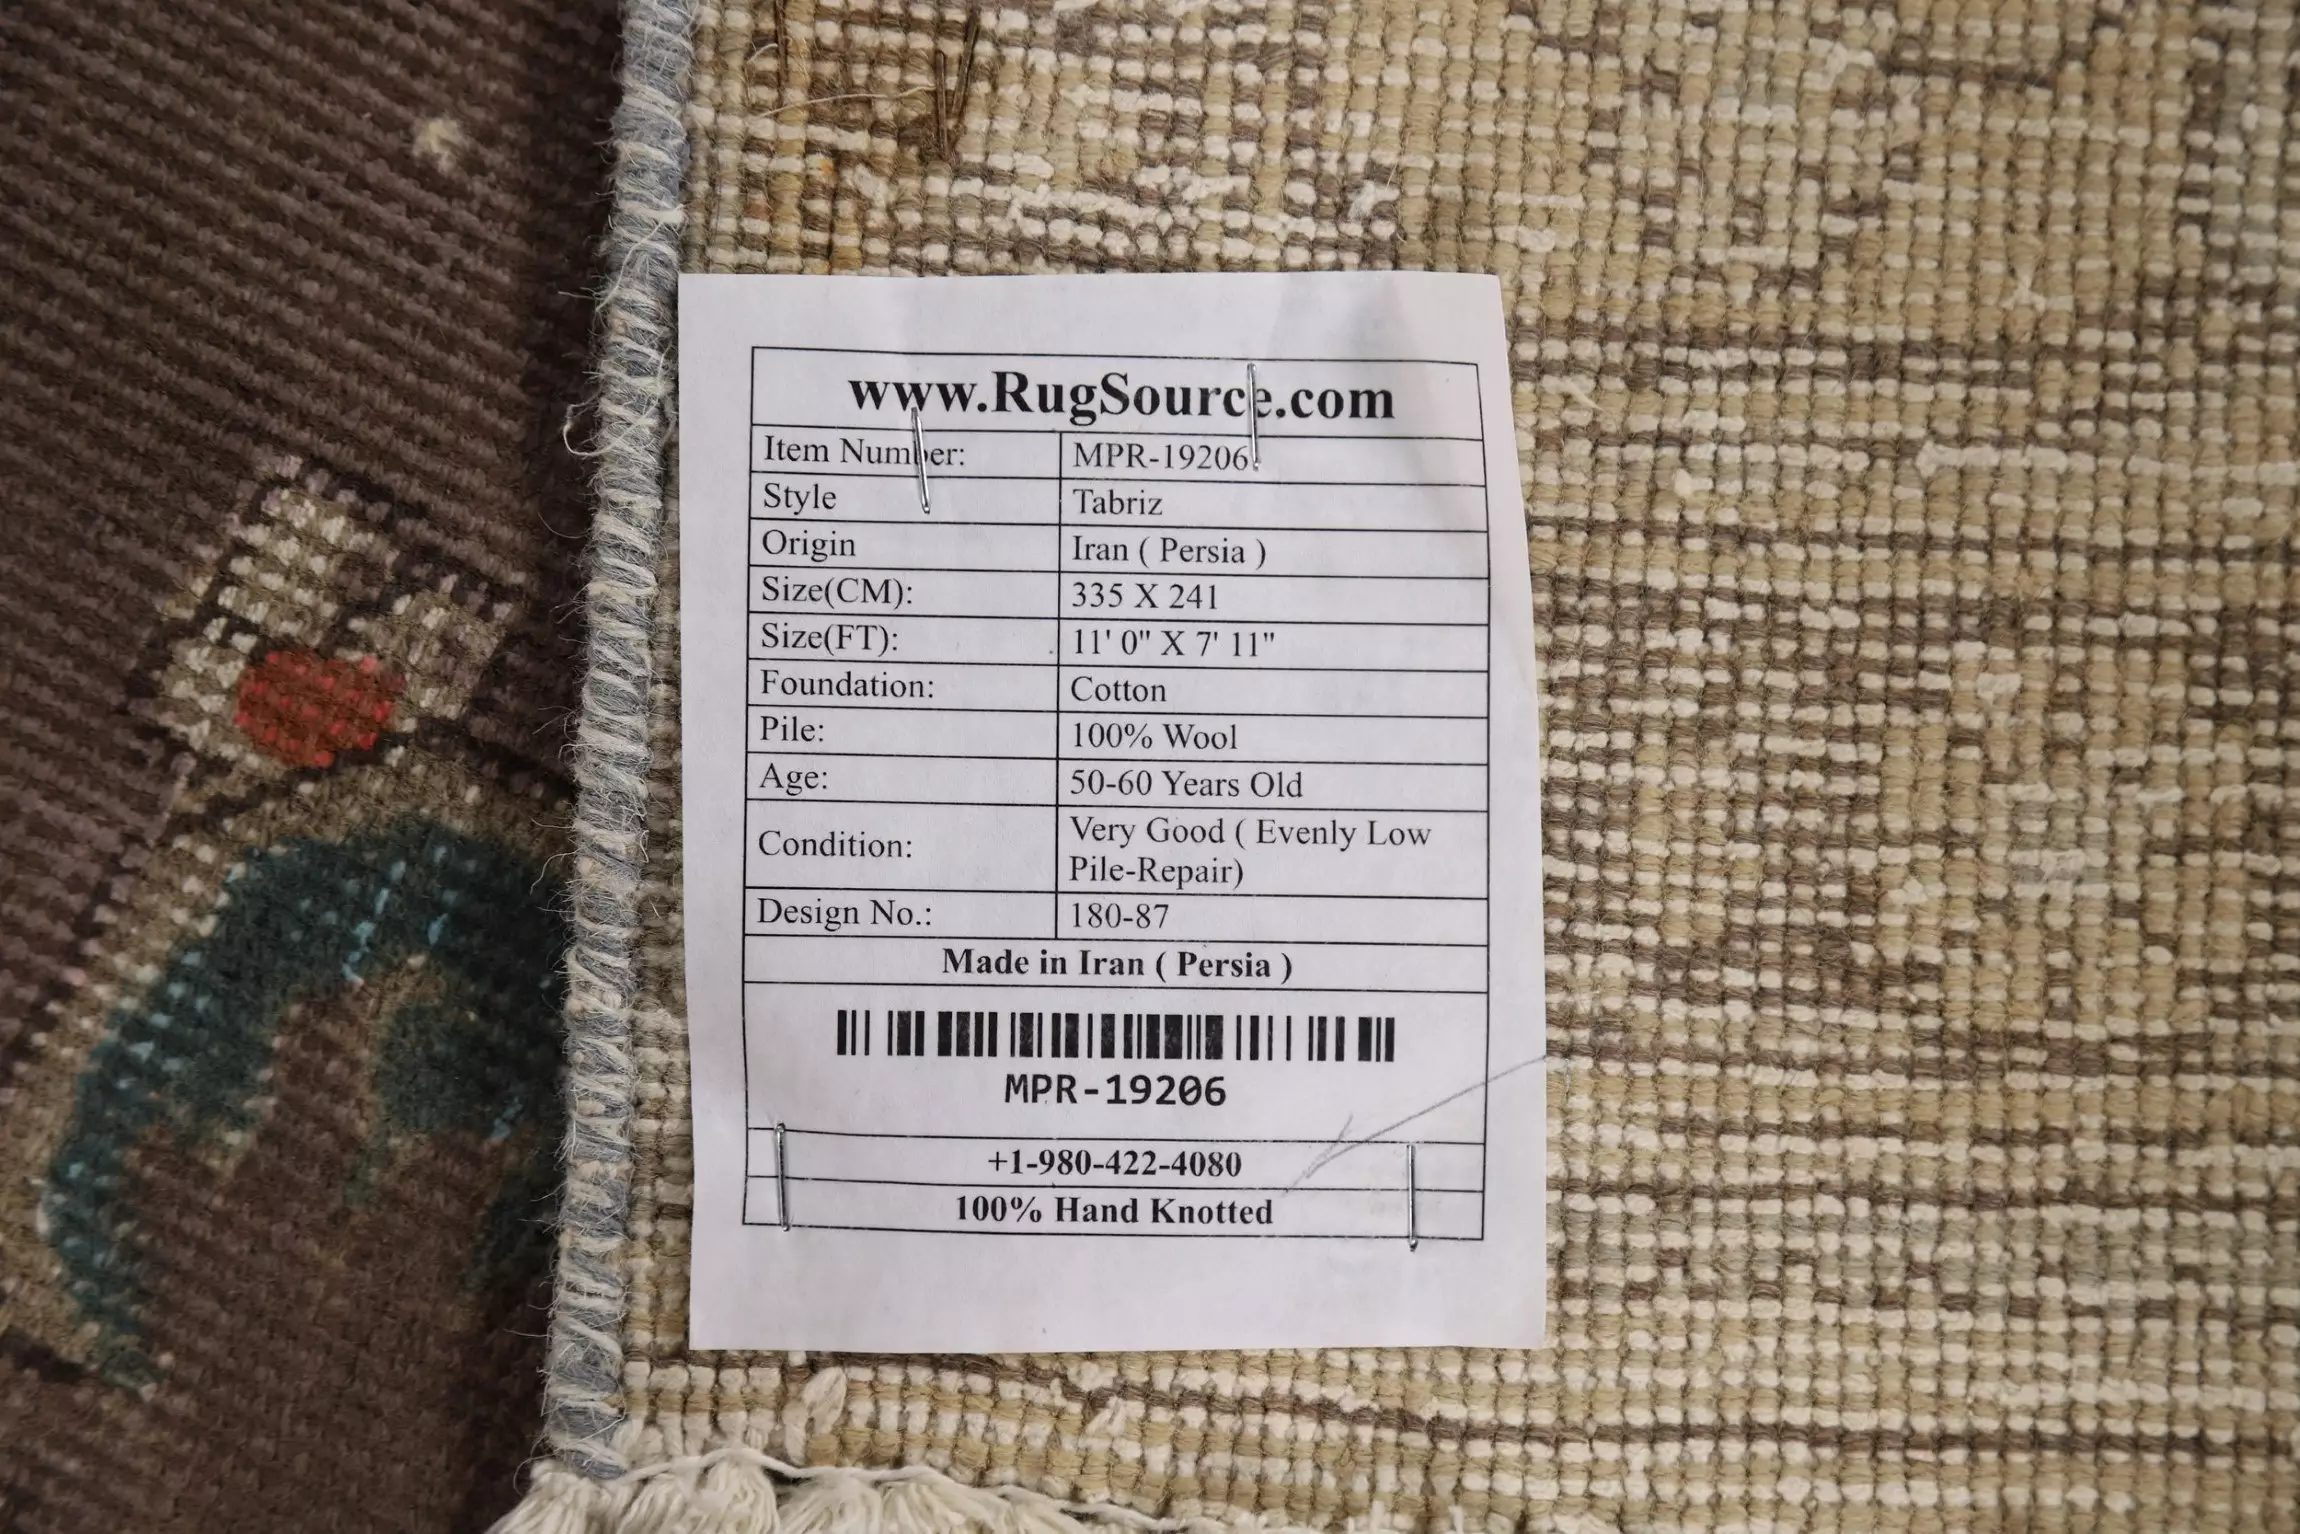 www.RugSource.com
Item Number: MPR-19206
Style Tabriz
Origin Iran ( Persia )
Size(CM): 335 X 241
Size(FT): 11' 0" X 7' 11"
Foundation: Cotton
Pile: 100% Wool
Age: 50-60 Years Old
Condition: Very Good ( Evenly Low
Pile-Repair)
Design No.: 180-87
Made in Iran ( Persia )
MPR-19206
+1-980-422-4080
100% Hand Knotted